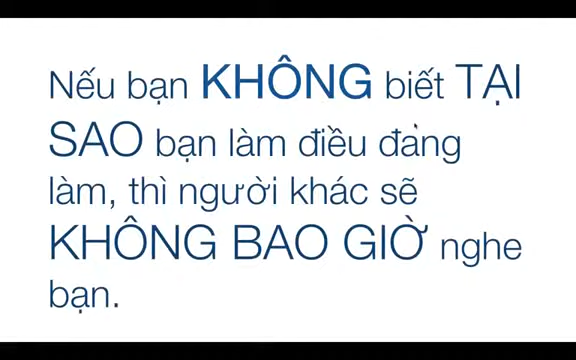 Nếu bạn KHÔNG biết TẠI
SAO bạn làm điều đang
làm, thì người khác sẽ
KHÔNG BAO GIỜ nghe
bạn.